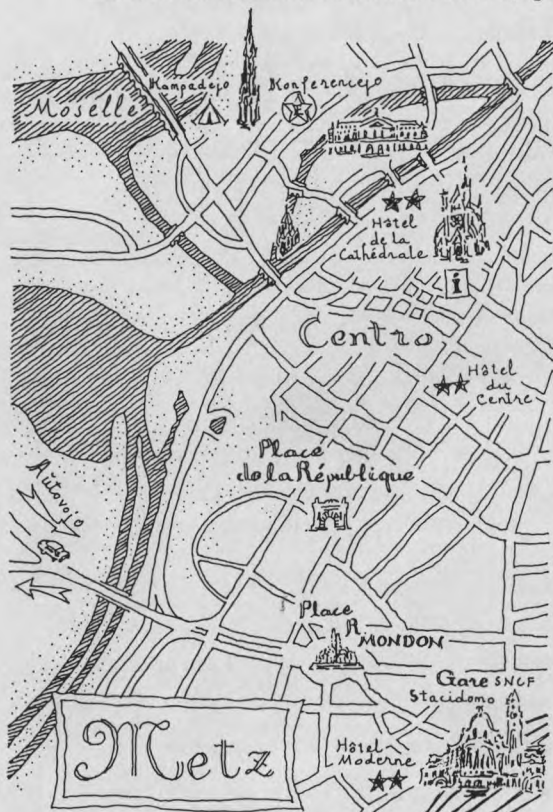 Kampadejo
Konferencejo
Moselle
E
Hôtel
de la
Cathédrale
i
Centro
Hôtel
du
Centre
Place
de la République
Aŭtovojo
Place
R
MONDON
Gare SNCF
Stacidomo
Hôtel
Moderne
Metz